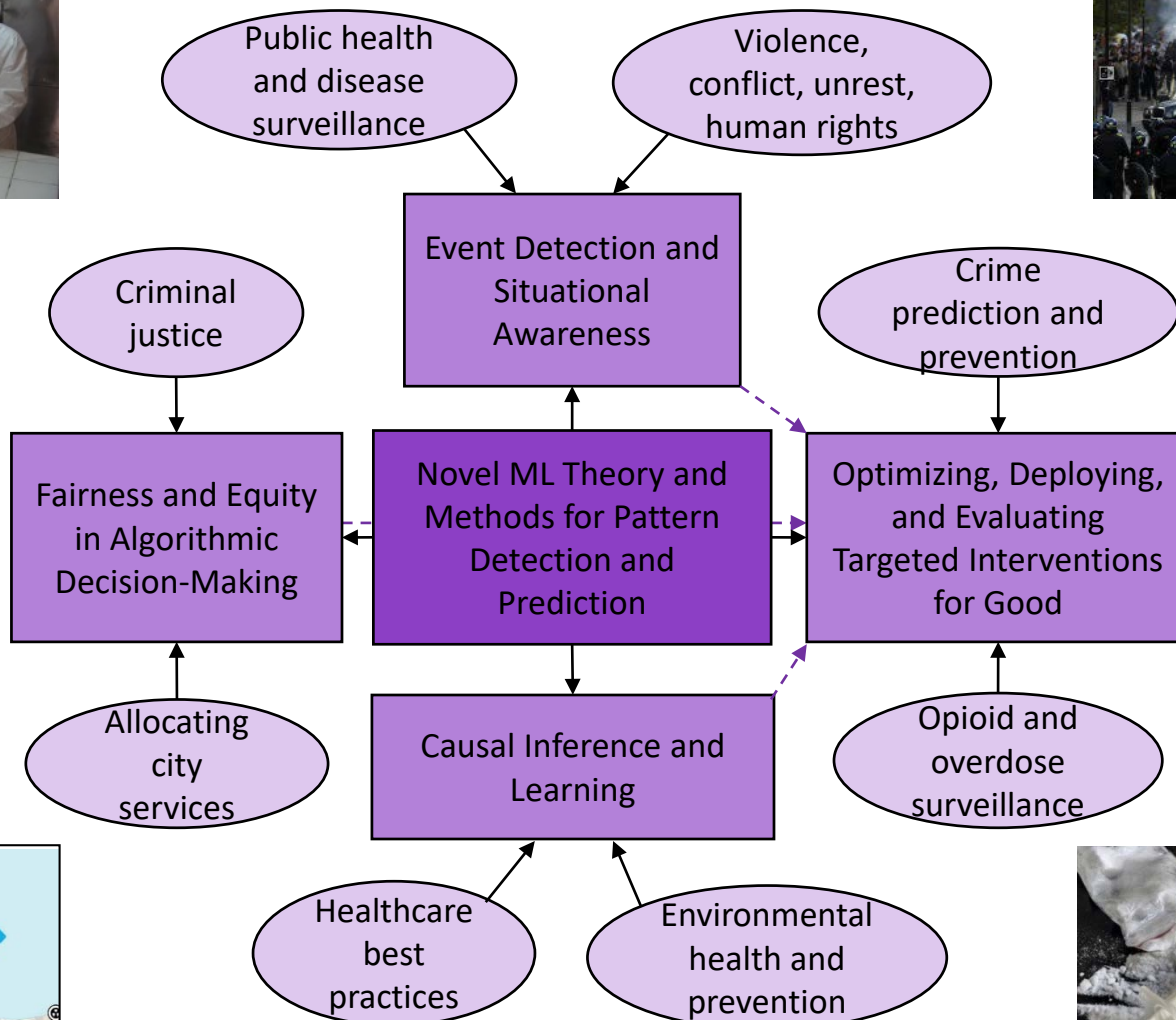 Public health
and disease
surveillance
Violence,
conflict, unrest,
human rights
Event Detection and
Situational
Awareness
Criminal
justice
Crime
prediction and
prevention
Fairness and Equity
in Algorithmic
Decision-Making
Novel ML Theory and
Methods for Pattern
Detection and
Prediction
Optimizing, Deploying,
and Evaluating
Targeted Interventions
for Good
Allocating
city
services
Causal Inference and
Learning
Opioid and
overdose
surveillance
Healthcare
best
practices
Environmental
health and
prevention